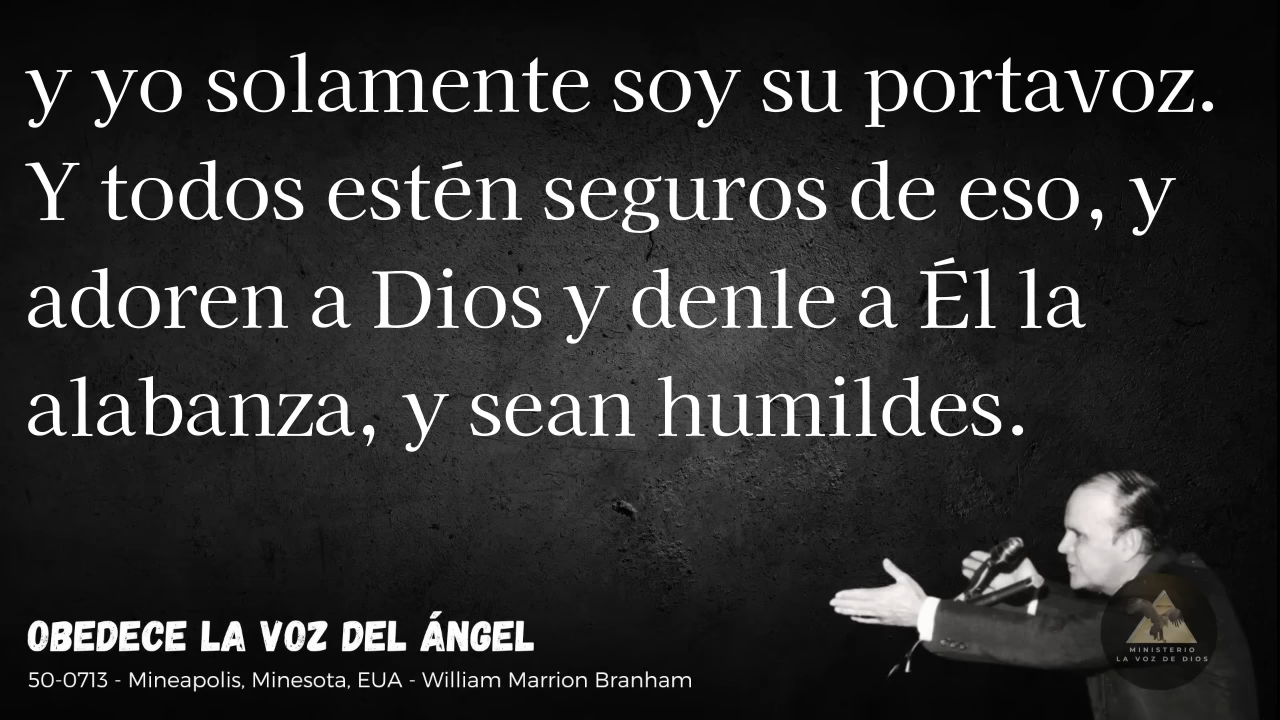 y yo solamente soy su portavoz.
Y todos estén seguros de eso, y
adoren a Dios y denle a Él la
alabanza, y sean humildes.
OBEDECE LA VOZ DEL ÁNGEL
50-0713 - Mineapolis, Minesota, EUA - William Marrion Branham
MINISTERIO
LA VOZ DE DIOS